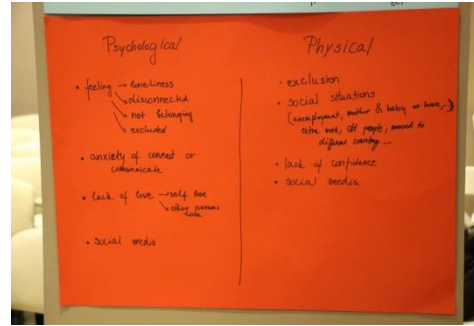 Psychological
• feeling → loneliness
disconnected
not belonging
excluded
• anxiety of connect or
communicate
• lack of love → self love
other persons
love
• social media
Physical
• exclusion
• social situations
(unemployment, mother & baby at home,
extra work, old people, moved to
different country...
• lack of confidence
• social media